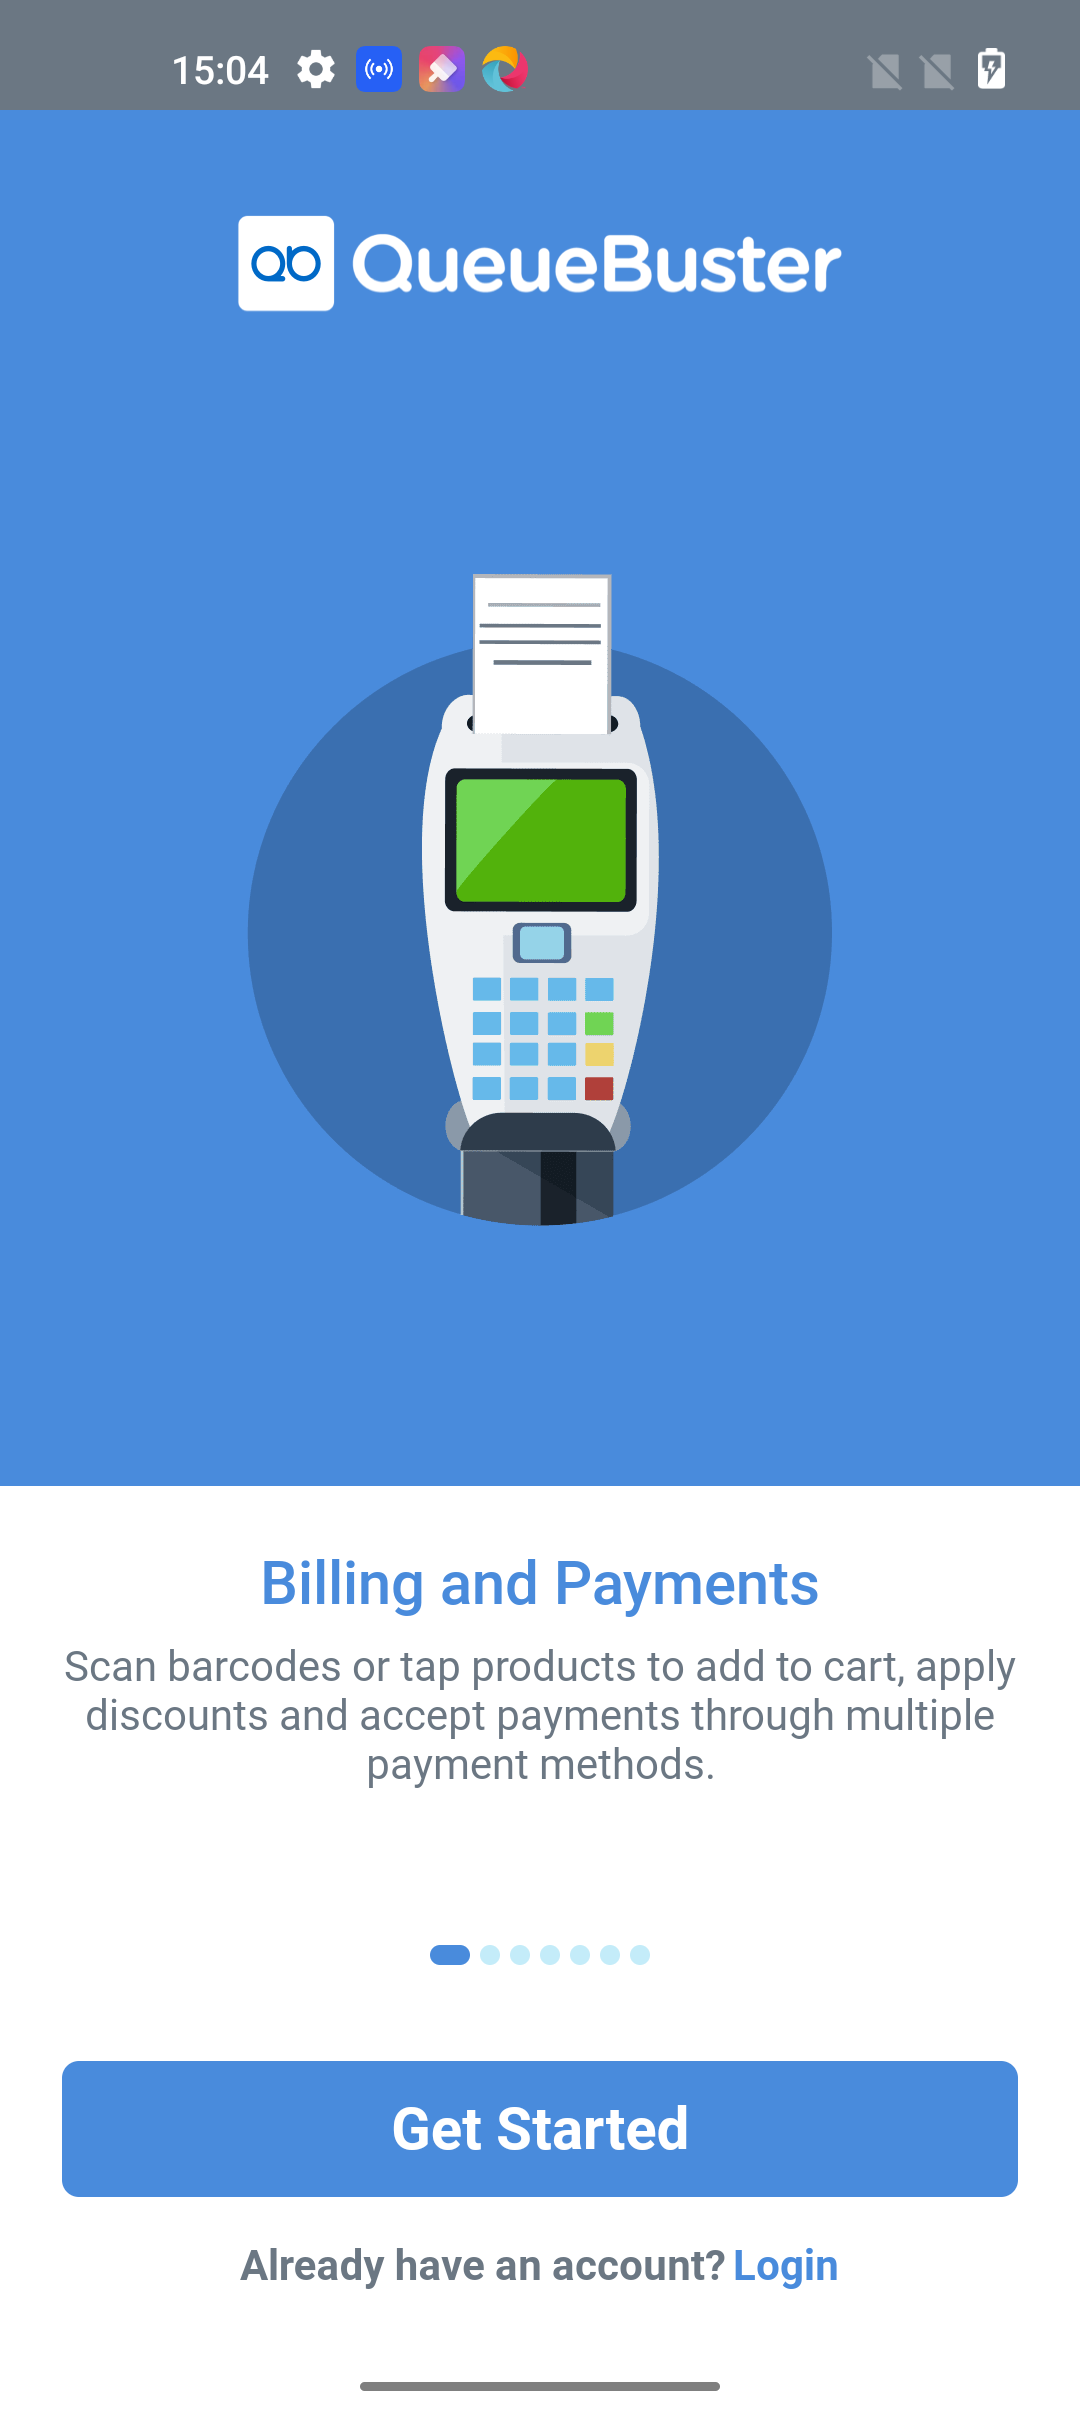 15:04
QueueBuster
Billing and Payments
Scan barcodes or tap products to add to cart, apply
discounts and accept payments through multiple
payment methods.
Get Started
Already have an account? Login